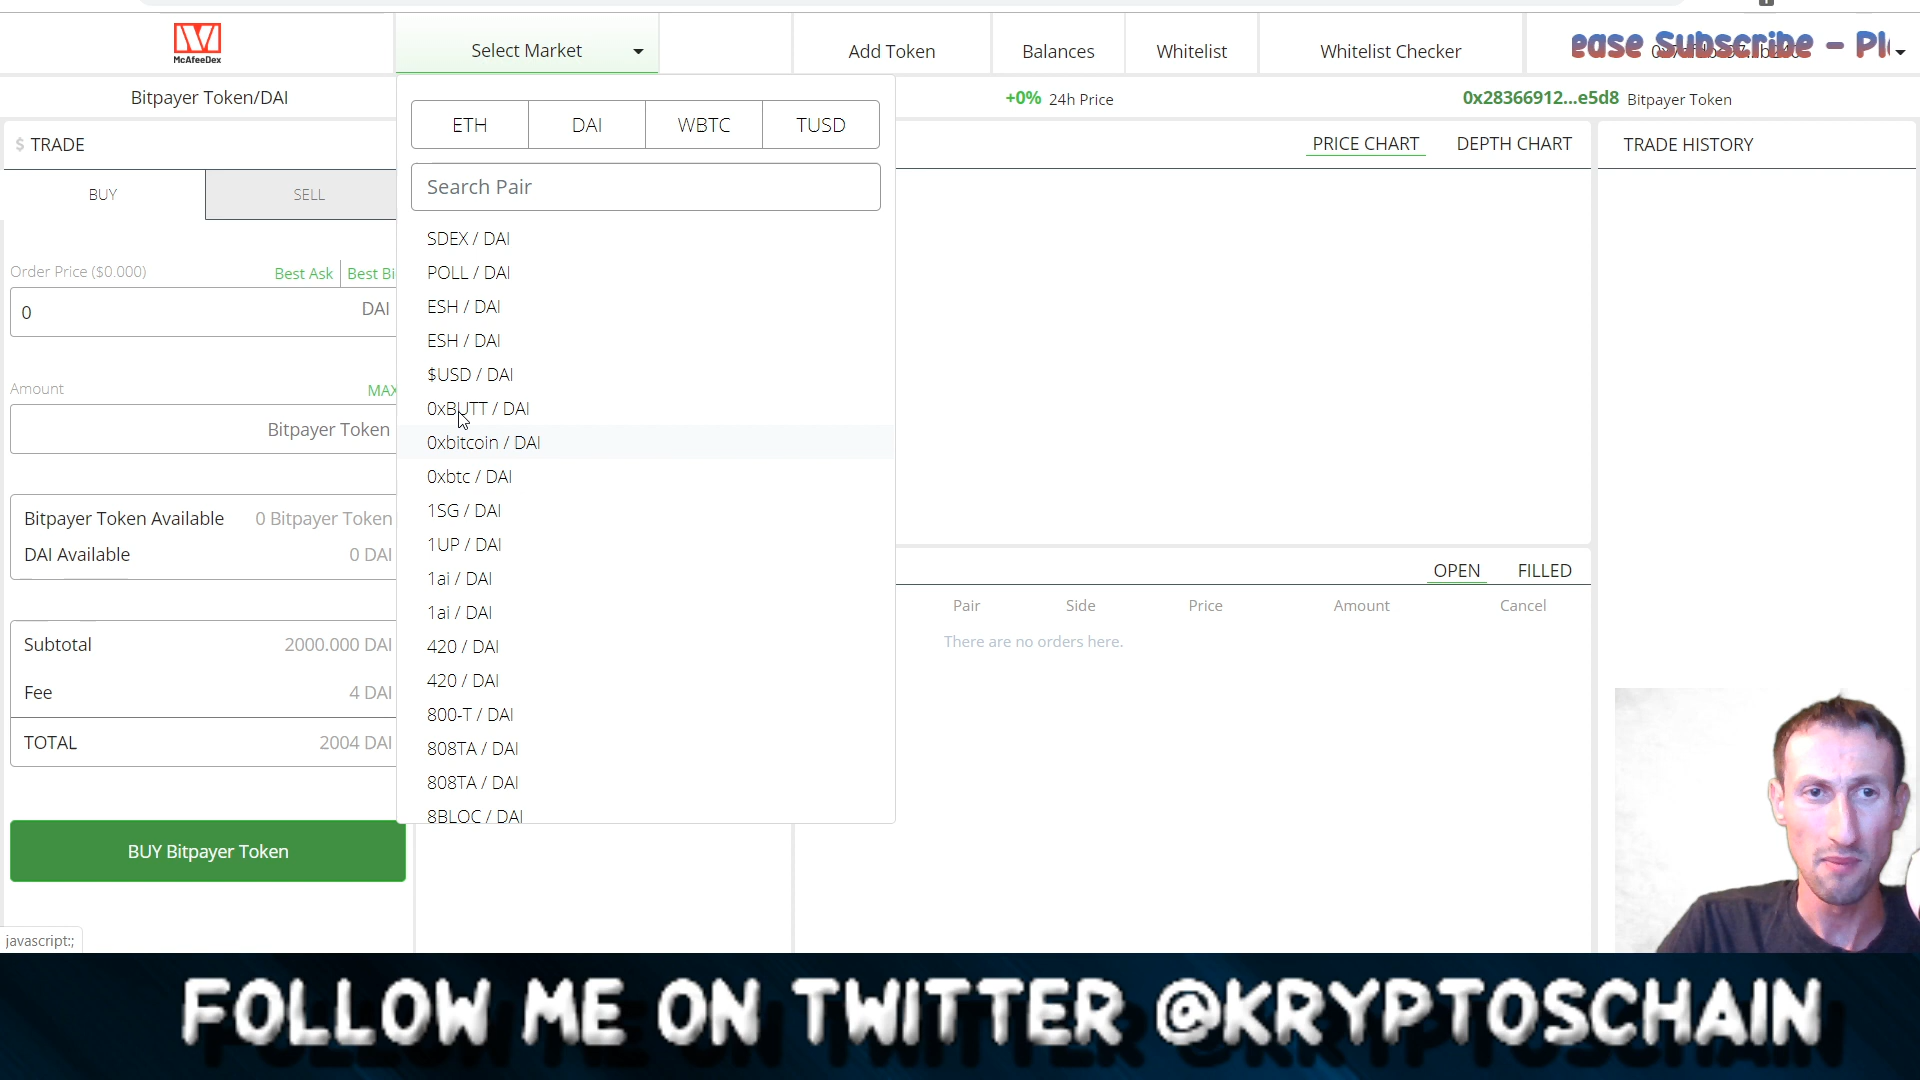 McAfeeDex
Select Market
Add Token
Balances
Whitelist
Whitelist Checker
ease Subscribe - Pl
Bitpayer Token/DAI
+0% 24h Price
0x28366912...e5d8 Bitpayer Token
$ TRADE
BUY
SELL
Order Price ($0.000)
Best Ask
Best Bi
0
DAI
Amount
MAX
Bitpayer Token
Bitpayer Token Available
0 Bitpayer Token
DAI Available
0 DAI
Subtotal
2000.000 DAI
Fee
4 DAI
TOTAL
2004 DAI
BUY Bitpayer Token
javascript:;
ETH
DAI
WBTC
TUSD
Search Pair
SDEX / DAI
POLL / DAI
ESH / DAI
ESH / DAI
$USD / DAI
0xBUTT / DAI
0xbitcoin / DAI
0xbtc / DAI
1SG / DAI
1UP / DAI
1ai / DAI
1ai / DAI
420 / DAI
420 / DAI
800-T / DAI
808TA / DAI
808TA / DAI
8BLOC / DAI
PRICE CHART
DEPTH CHART
TRADE HISTORY
OPEN
FILLED
Pair
Side
Price
Amount
Cancel
There are no orders here.
FOLLOW ME ON TWITTER @KRYPTOSCHAIN